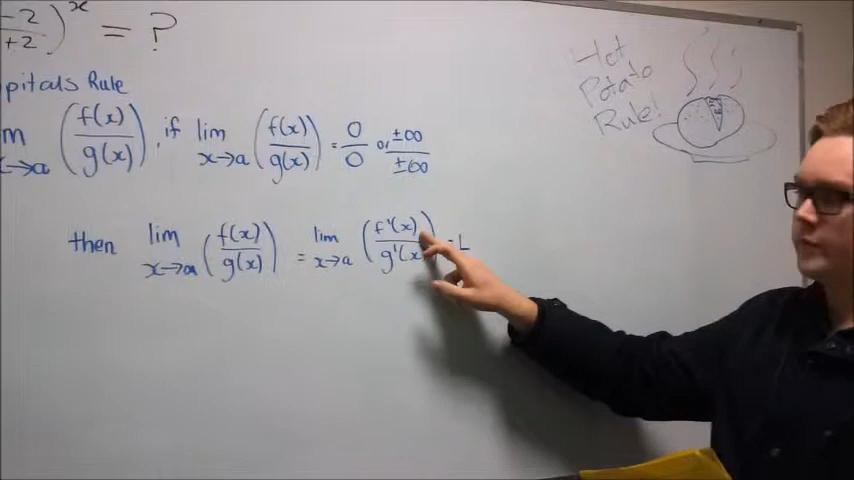 -2
+2 )^x = ?
pitals Rule
m x→a (f(x)/g(x)), if lim x→a (f(x)/g(x)) = 0/0 or ±∞/±∞
then lim x→a (f(x)/g(x)) = lim x→a (f'(x)/g'(x)) = L
Hot
Potato
Rule!